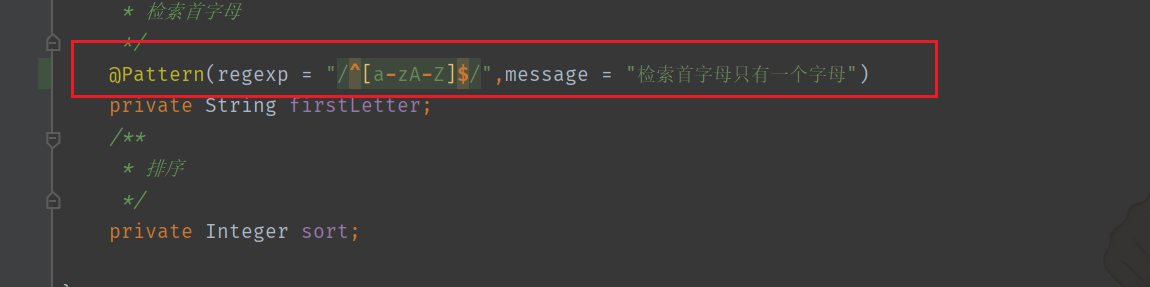 * 检索首字母
*/
@Pattern(regexp = "/^[a-zA-Z]$/",message = "检索首字母只有一个字母")
private String firstLetter;
/**
* 排序
*/
private Integer sort;